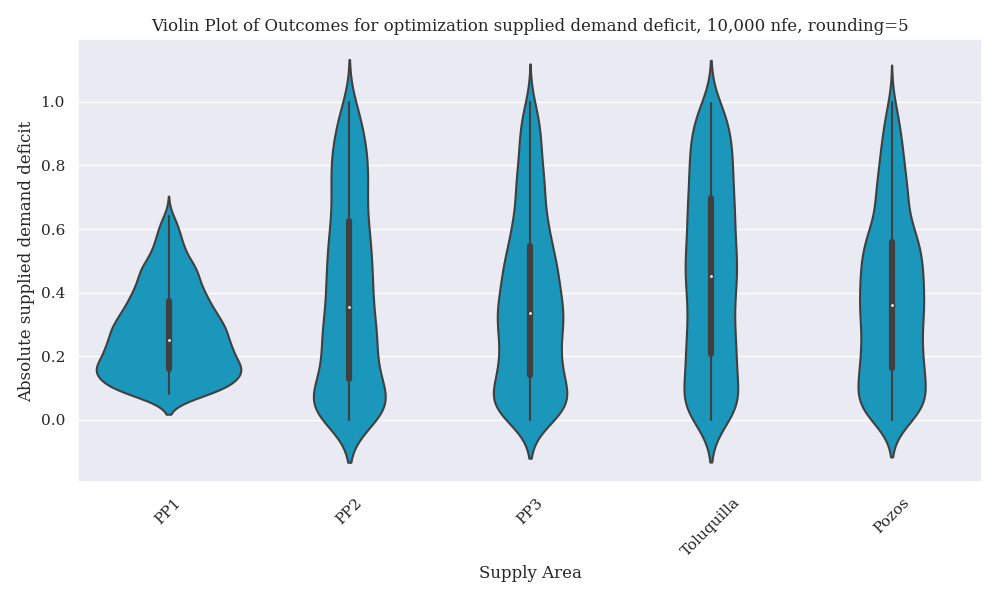 Violin Plot of Outcomes for optimization supplied demand deficit, 10,000 nfe, rounding=5
Absolute supplied demand deficit
1.0
0.8
0.6
0.4
0.2
0.0
PP1
PP2
PP3
Toluquilla
Pozos
Supply Area